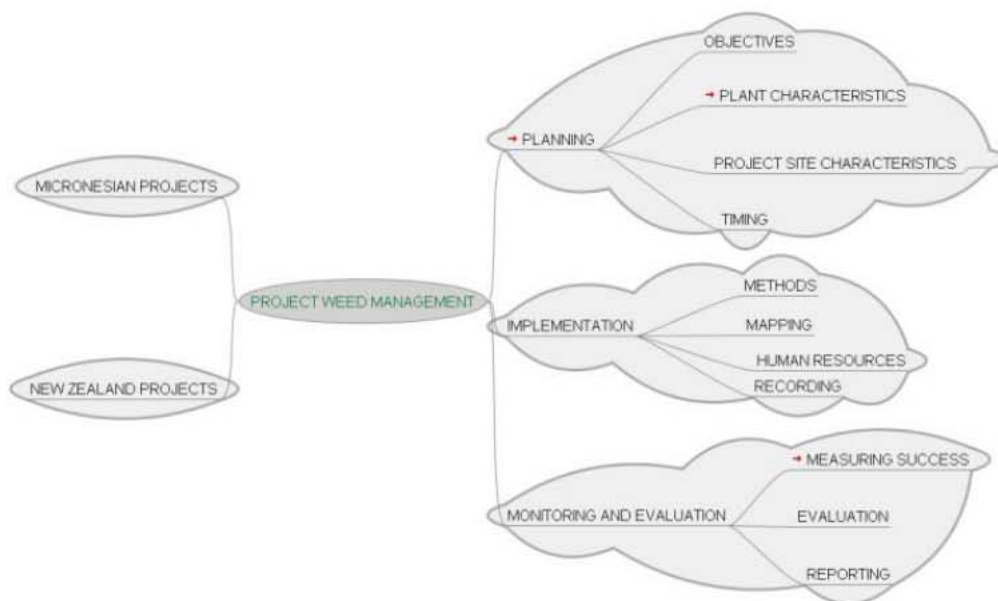 MICRONESIAN PROJECTS
NEW ZEALAND PROJECTS
PROJECT WEED MANAGEMENT
PLANNING
OBJECTIVES
PLANT CHARACTERISTICS
PROJECT SITE CHARACTERISTICS
TIMING
IMPLEMENTATION
METHODS
MAPPING
HUMAN RESOURCES
RECORDING
MONITORING AND EVALUATION
MEASURING SUCCESS
EVALUATION
REPORTING